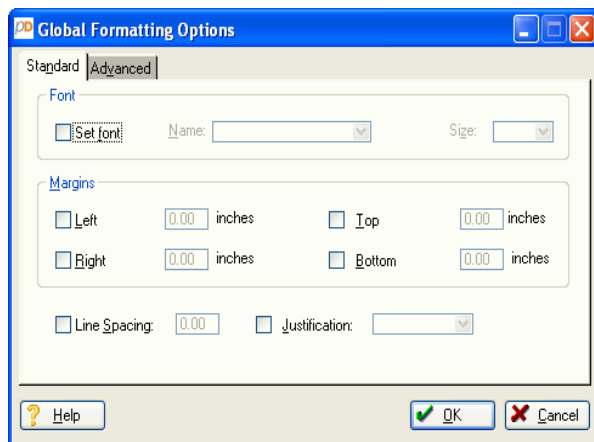 PD Global Formatting Options
Standard Advanced
Font
Set font Name: Size:
Margins
Left 0.00 inches Top 0.00 inches
Right 0.00 inches Bottom 0.00 inches
Line Spacing: 0.00 Justification:
? Help OK Cancel